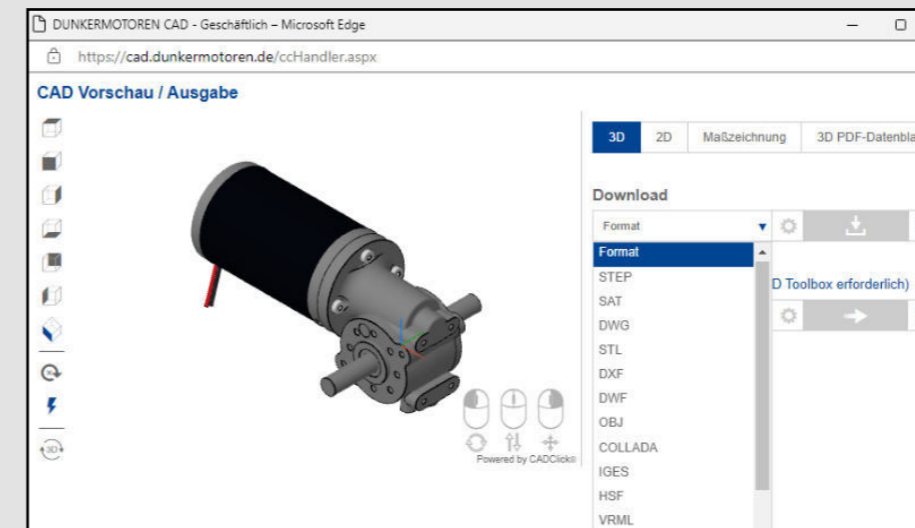 DUNKERMOTOREN CAD - Geschäftlich – Microsoft Edge
https://cad.dunkermotoren.de/ccHandler.aspx
CAD Vorschau / Ausgabe
3D 2D Maßzeichnung 3D PDF-Datenbla
Download
Format
Format
STEP
D Toolbox erforderlich)
SAT
DWG
STL
DXF
DWF
OBJ
COLLADA
IGES
HSF
VRML
3D
Powered by CADClick®